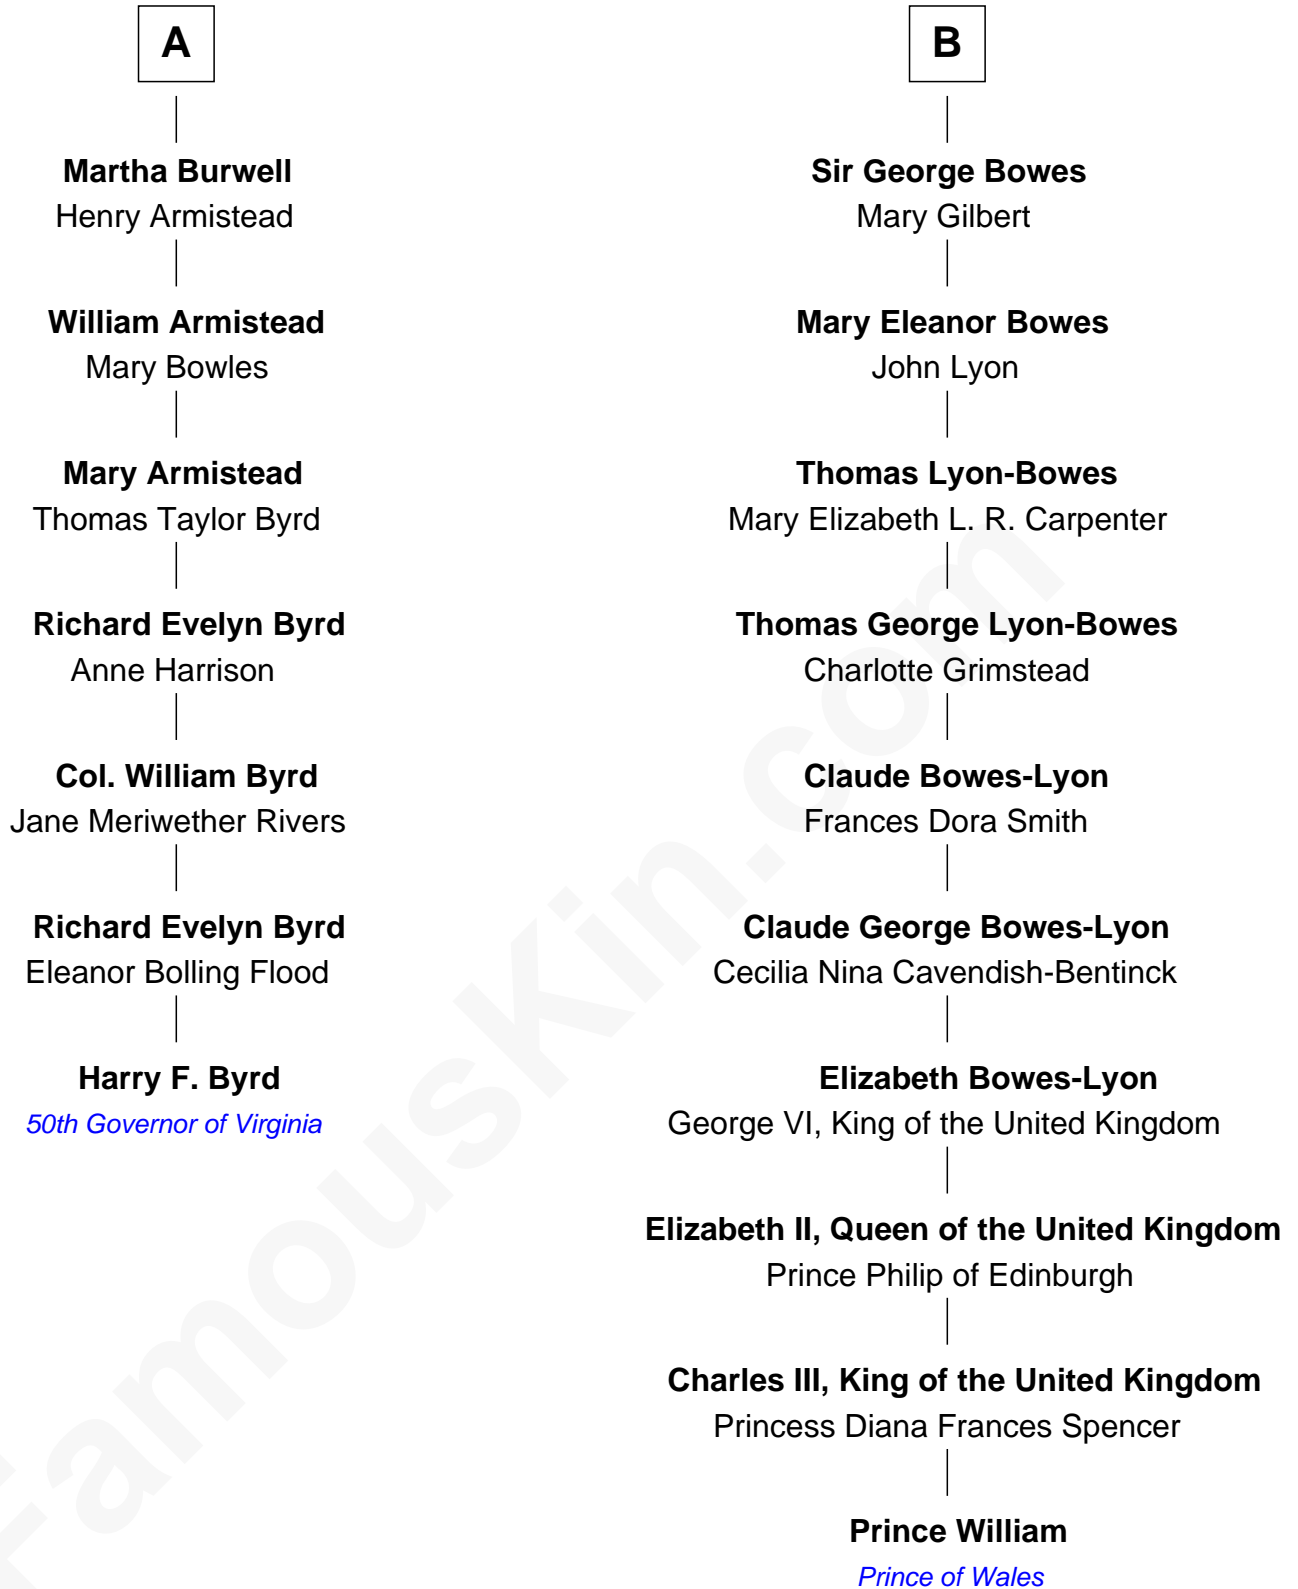 A
Martha Burwell
Henry Armistead
William Armistead
Mary Bowles
Mary Armistead
Thomas Taylor Byrd
Richard Evelyn Byrd
Anne Harrison
Col. William Byrd
Jane Meriwether Rivers
Richard Evelyn Byrd
Eleanor Bolling Flood
Harry F. Byrd
50th Governor of Virginia
B
Sir George Bowes
Mary Gilbert
Mary Eleanor Bowes
John Lyon
Thomas Lyon-Bowes
Mary Elizabeth L. R. Carpenter
Thomas George Lyon-Bowes
Charlotte Grimstead
Claude Bowes-Lyon
Frances Dora Smith
Claude George Bowes-Lyon
Cecilia Nina Cavendish-Bentinck
Elizabeth Bowes-Lyon
George VI, King of the United Kingdom
Elizabeth II, Queen of the United Kingdom
Prince Philip of Edinburgh
Charles III, King of the United Kingdom
Princess Diana Frances Spencer
Prince William
Prince of Wales
FamousKin.com